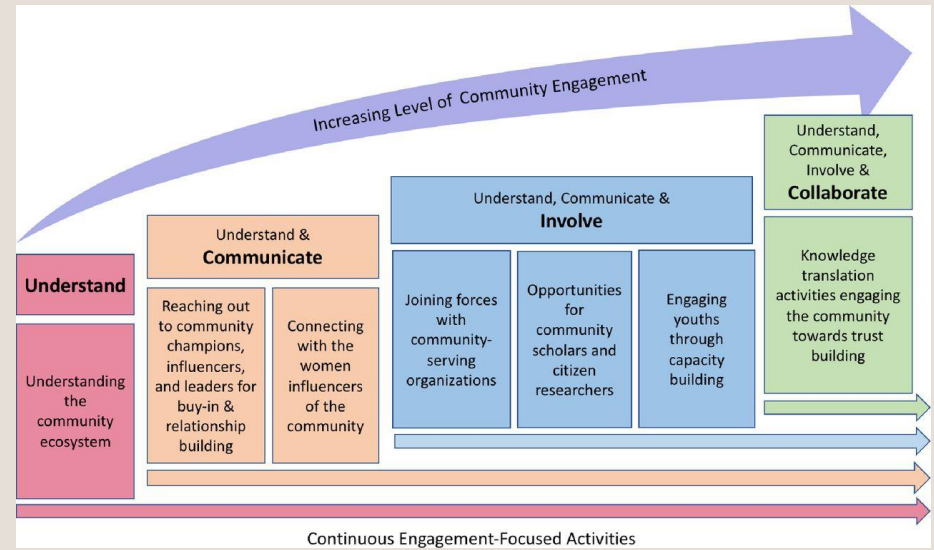 Increasing Level of Community Engagement
Understand
Understanding
the
community
ecosystem
Understand &
Communicate
Reaching out
to community
champions,
influencers,
and leaders for
buy-in &
relationship
building
Connecting
with the
women
influencers
of the
community
Understand, Communicate &
Involve
Joining forces
with
community-
serving
organizations
Opportunities
for
community
scholars and
citizen
researchers
Engaging
youths
through
capacity
building
Understand,
Communicate,
Involve &
Collaborate
Knowledge
translation
activities engaging
the community
towards trust
building
Continuous Engagement-Focused Activities